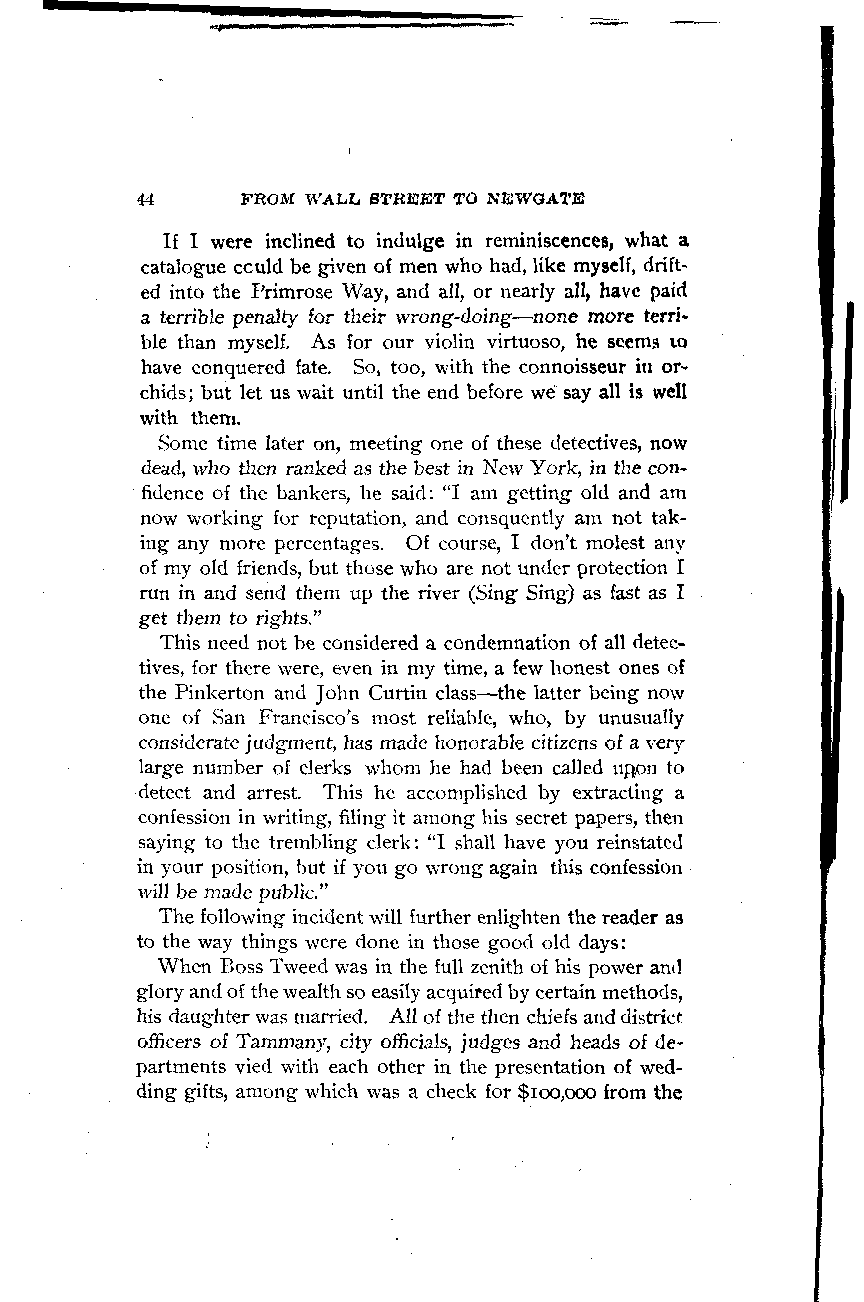 44 FROM WALL STREET TO NEWGATE
If I were inclined to indulge in reminiscences, what a
catalogue cculd be given of men who had, like myself, drift-
ed into the Primrose Way, and all, or nearly all, have paid
a terrible penalty for their wrong-doing—none more terri-
ble than myself. As for our violin virtuoso, he seems to
have conquered fate. So, too, with the connoisseur in or-
chids; but let us wait until the end before we say all is well
with them.
Some time later on, meeting one of these detectives, now
dead, who then ranked as the best in New York, in the con-
fidence of the bankers, he said: "I am getting old and am
now working for reputation, and consquently am not tak-
ing any more percentages. Of course, I don't molest any
of my old friends, but those who are not under protection I
run in and send them up the river (Sing Sing) as fast as I
get them to rights."
This need not be considered a condemnation of all detec-
tives, for there were, even in my time, a few honest ones of
the Pinkerton and John Curtin class—the latter being now
one of San Francisco's most reliable, who, by unusually
considerate judgment, has made honorable citizens of a very
large number of clerks whom he had been called upon to
detect and arrest. This he accomplished by extracting a
confession in writing, filing it among his secret papers, then
saying to the trembling clerk: "I shall have you reinstated
in your position, but if you go wrong again this confession
will be made public."
The following incident will further enlighten the reader as
to the way things were done in those good old days:
When Boss Tweed was in the full zenith of his power and
glory and of the wealth so easily acquired by certain methods,
his daughter was married. All of the then chiefs and district
officers of Tammany, city officials, judges and heads of de-
partments vied with each other in the presentation of wed-
ding gifts, among which was a check for $100,000 from the